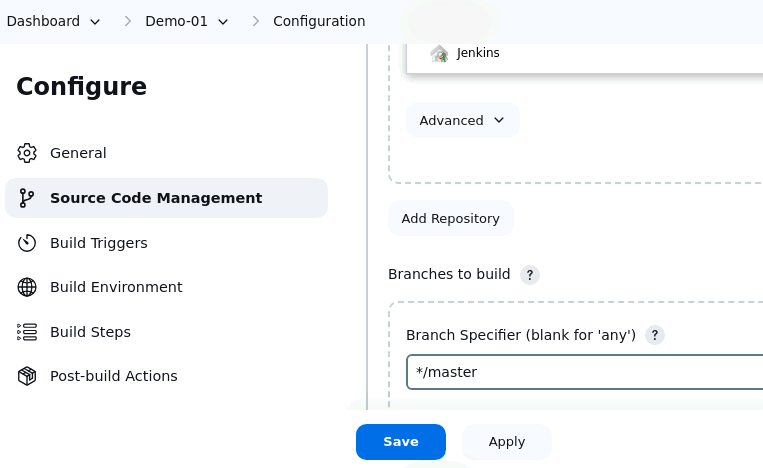 Dashboard
Demo-01
Configuration
Jenkins
Configure
Advanced
General
Source Code Management
Add Repository
Build Triggers
Branches to build ?
Build Environment
Build Steps
Branch Specifier (blank for 'any') ?
Post-build Actions
*/master
Save
Apply